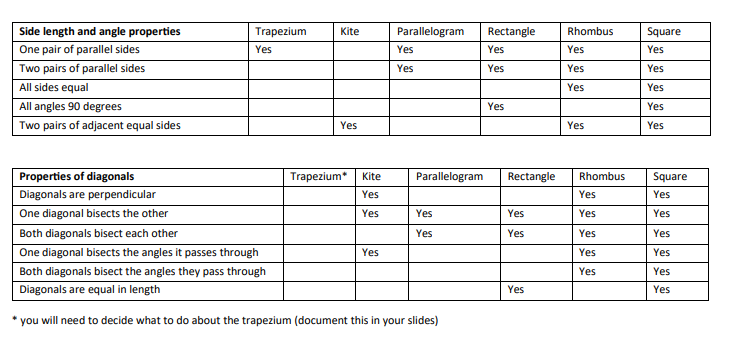 Side length and angle properties Trapezium Kite Parallelogram Rectangle Rhombus Square
One pair of parallel sides Yes Yes Yes Yes Yes
Two pairs of parallel sides Yes Yes Yes Yes
All sides equal Yes Yes
All angles 90 degrees Yes Yes
Two pairs of adjacent equal sides Yes Yes Yes
Properties of diagonals Trapezium* Kite Parallelogram Rectangle Rhombus Square
Diagonals are perpendicular Yes Yes Yes
One diagonal bisects the other Yes Yes Yes Yes Yes
Both diagonals bisect each other Yes Yes Yes Yes
One diagonal bisects the angles it passes through Yes Yes Yes
Both diagonals bisect the angles they pass through Yes Yes
Diagonals are equal in length Yes Yes
* you will need to decide what to do about the trapezium (document this in your slides)